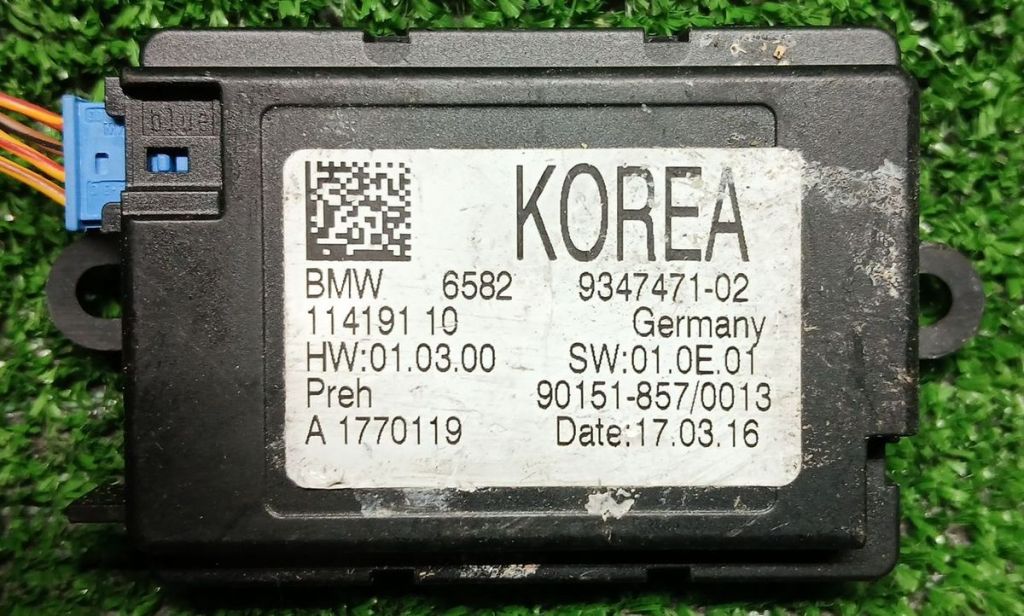 blue
KOREA
BMW 6582 9347471-02
114191 10 Germany
HW:01.03.00 SW:01.0E.01
Preh 90151-857/0013
A 1770119 Date:17.03.16